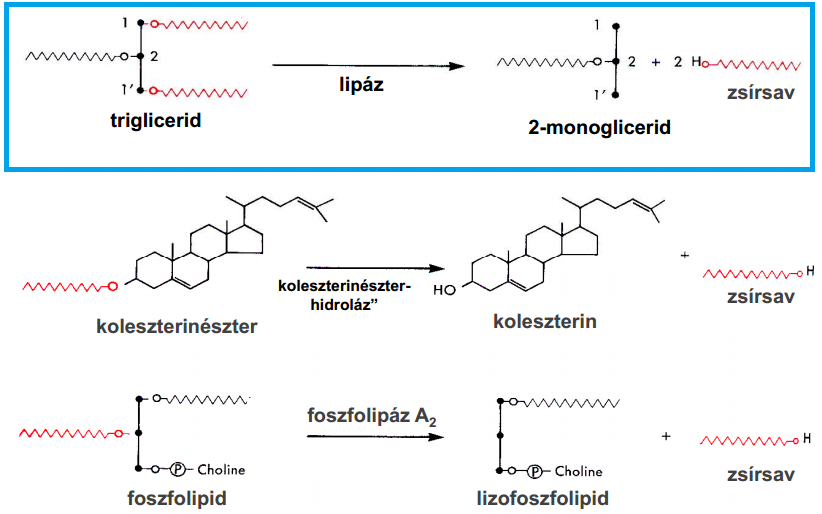 1
2
1'
triglicerid
lipáz
1
2 + 2 H
1'
2-monoglicerid
zsírsav
koleszterinészter
koleszterinészter-
hidroláz”
HO
koleszterin
+
H
zsírsav
P - Choline
foszfolipid
foszfolipáz A₂
P - Choline
lizofoszfolipid
+
H
zsírsav